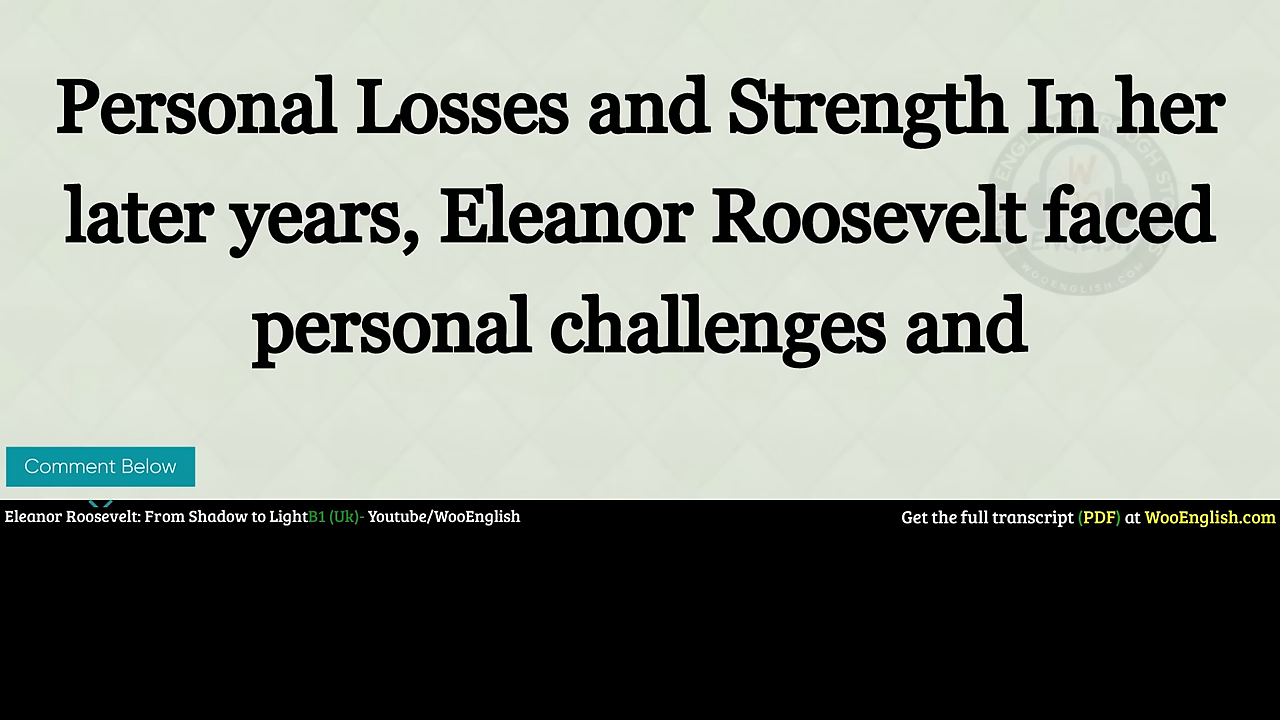 Personal Losses and Strength In her
later years, Eleanor Roosevelt faced
personal challenges and
Comment Below
Eleanor Roosevelt: From Shadow to LightB1 (Uk)- Youtube/WooEnglish
Get the full transcript (PDF) at WooEnglish.com